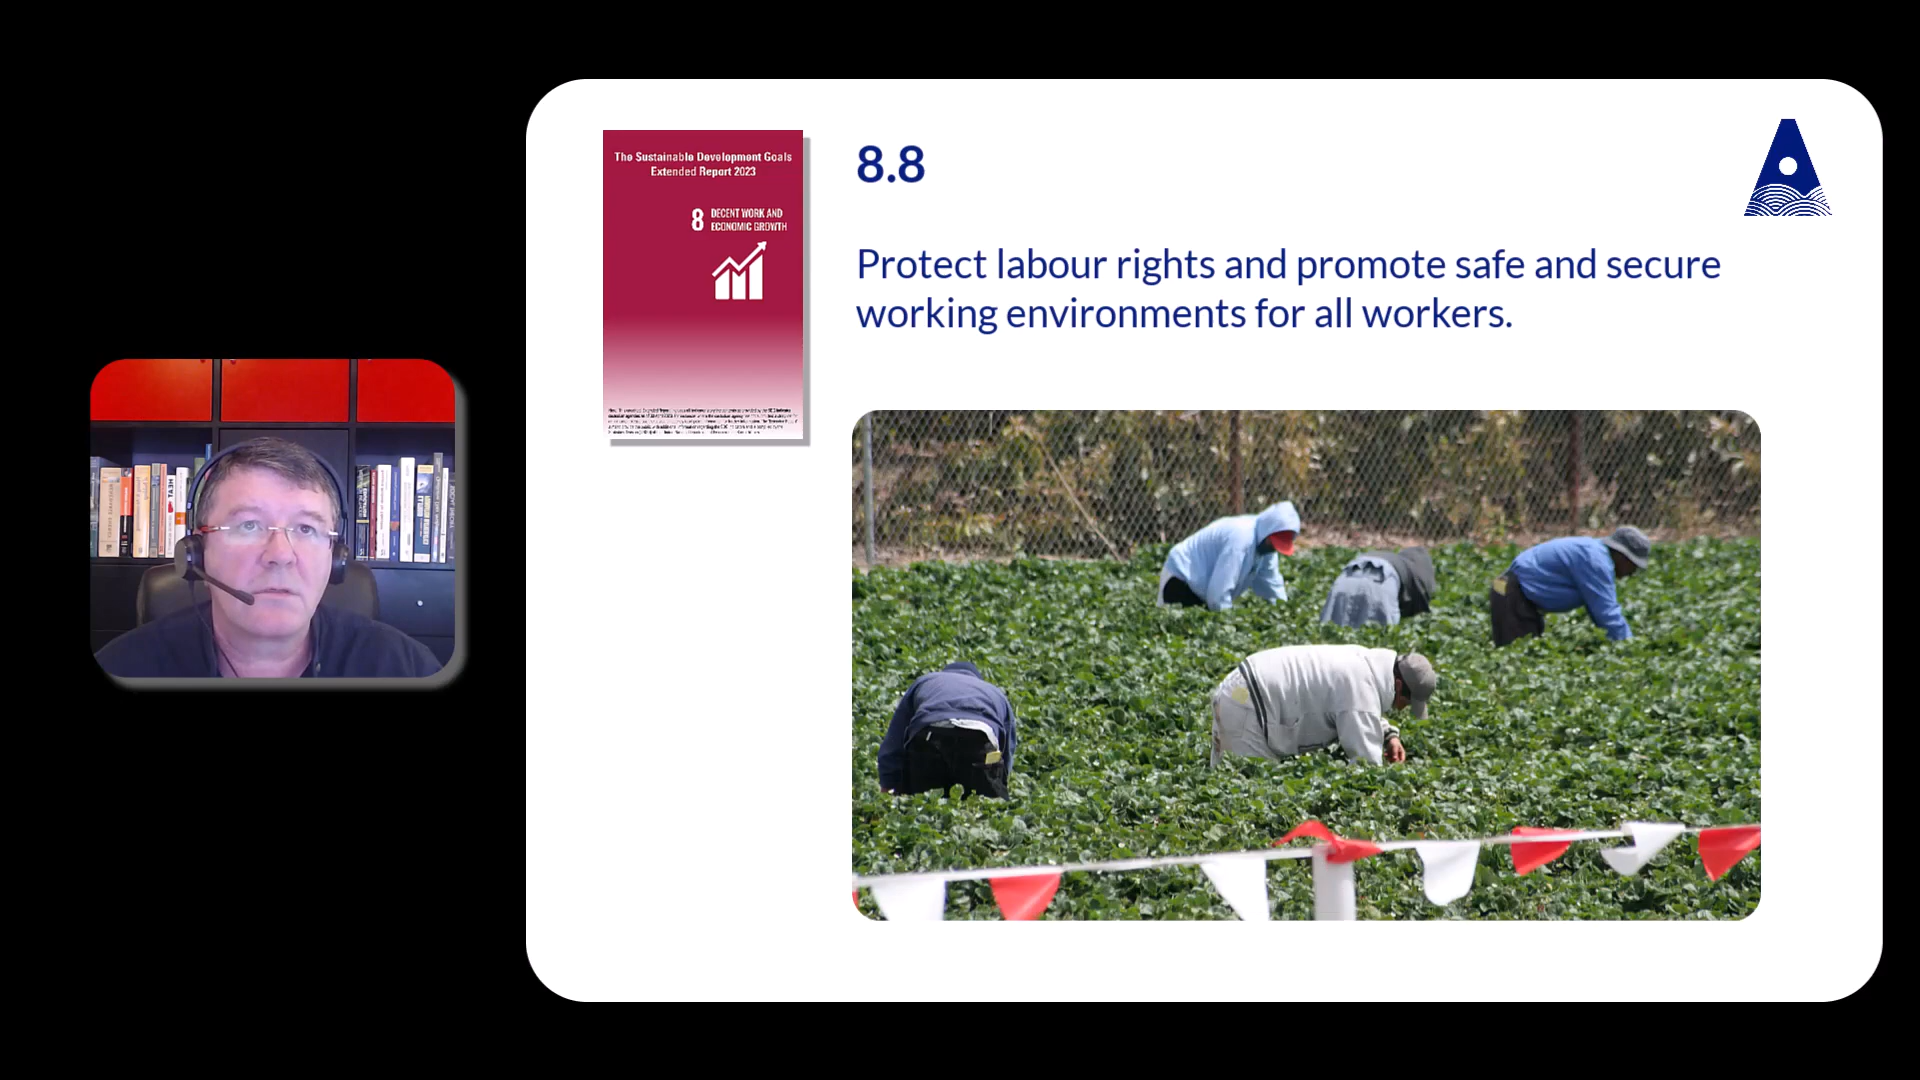 The Sustainable Development Goals
Extended Report 2023
8 DECENT WORK AND
ECONOMIC GROWTH
8.8
Protect labour rights and promote safe and secure
working environments for all workers.
HEAT